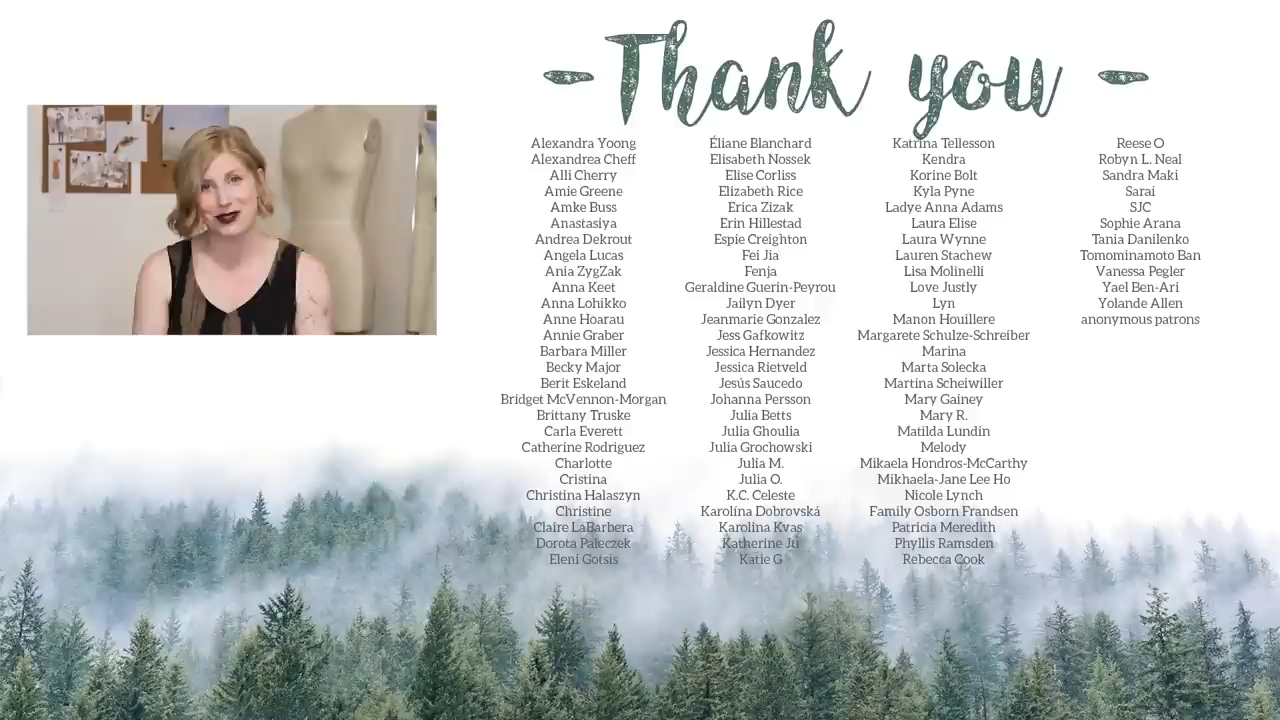 -Thank you -
Alexandra Yoong
Alexandrea Cheff
Alli Cherry
Amie Greene
Amke Buss
Anastasiya
Andrea Dekrout
Angela Lucas
Ania ZygZak
Anna Keet
Anna Lohikko
Anne Hoarau
Annie Graber
Barbara Miller
Becky Major
Berit Eskeland
Bridget McVennon-Morgan
Brittany Truske
Carla Everett
Catherine Rodriguez
Charlotte
Cristina
Christina Halaszyn
Christine
Claire LaBarbera
Dorota Pałeczek
Eleni Gotsis
Éliane Blanchard
Elisabeth Nossek
Elise Corliss
Elizabeth Rice
Erica Zizak
Erin Hillestad
Espie Creighton
Fei Jia
Fenja
Geraldine Guerin-Peyrou
Jailyn Dyer
Jeanmarie Gonzalez
Jess Gafkowitz
Jessica Hernandez
Jessica Rietveld
Jesús Saucedo
Johanna Persson
Julia Betts
Julia Ghoulia
Julia Grochowski
Julia M.
Julia O.
K.C. Celeste
Karolína Dobrovská
Karolina Kvas
Katherine Ju
Katie G
Katrina Tellesson
Kendra
Korine Bolt
Kyla Pyne
Ladye Anna Adams
Laura Elise
Laura Wynne
Lauren Stachew
Lisa Molinelli
Love Justly
Lyn
Manon Houillere
Margarete Schulze-Schreiber
Marina
Marta Solecka
Martina Scheiwiller
Mary Gainey
Mary R.
Matilda Lundin
Melody
Mikaela Hondros-McCarthy
Mikhaela-Jane Lee Ho
Nicole Lynch
Family Osborn Frandsen
Patricia Meredith
Phyllis Ramsden
Rebecca Cook
Reese O
Robyn L. Neal
Sandra Maki
Sarai
SJC
Sophie Arana
Tania Danilenko
Tomominamoto Ban
Vanessa Pegler
Yael Ben-Ari
Yolande Allen
anonymous patrons